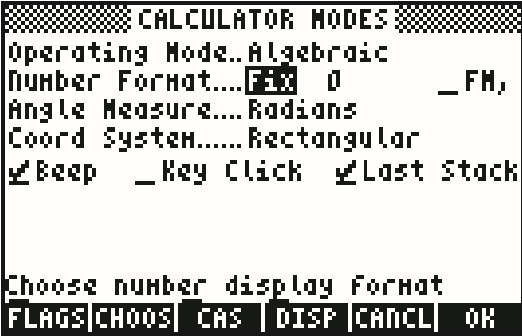 CALCULATOR MODES
Operating Mode..Algebraic
Number Format....Fix 0 _FM,
Angle Measure....Radians
Coord System......Rectangular
✓Beep _Key Click ✓Last Stack
Choose number display format
FLAGS CHOOS CAS DISP CANCL OK